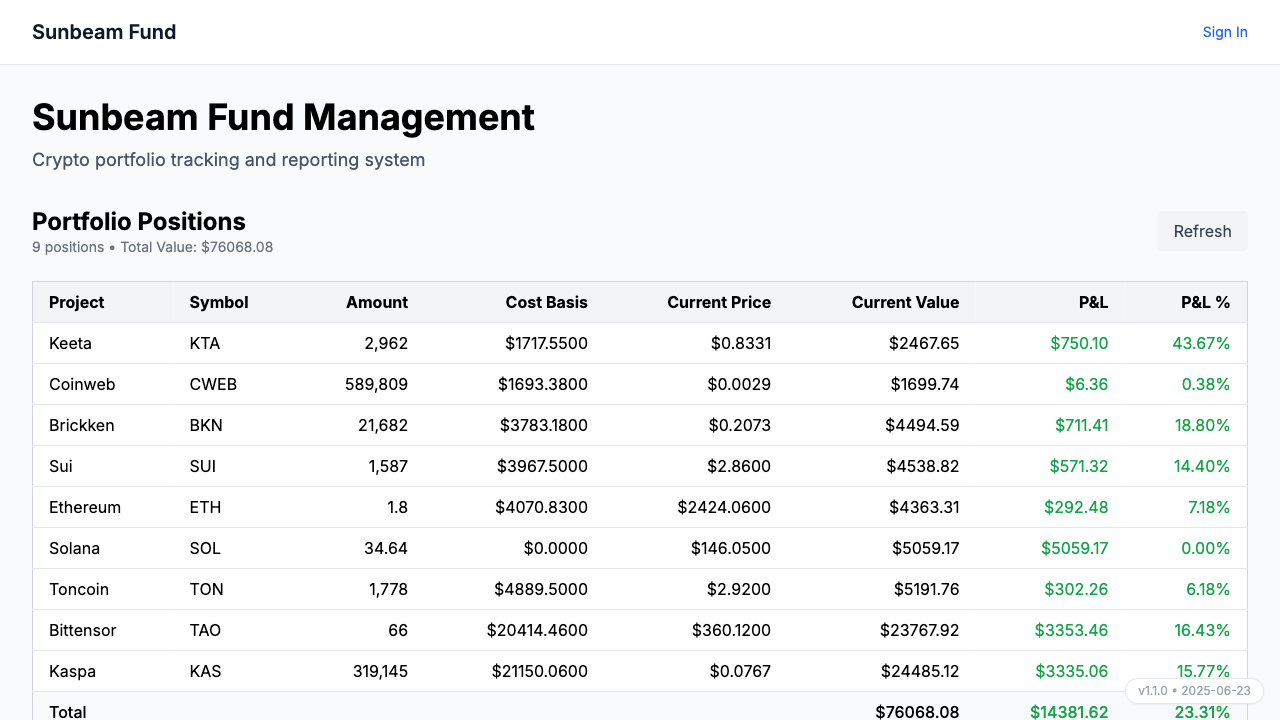 Sunbeam Fund Sign In
Sunbeam Fund Management
Crypto portfolio tracking and reporting system
Portfolio Positions
9 positions • Total Value: $76068.08
Refresh
Project Symbol Amount Cost Basis Current Price Current Value P&L P&L %
Keeta KTA 2,962 $1717.5500 $0.8331 $2467.65 $750.10 43.67%
Coinweb CWEB 589,809 $1693.3800 $0.0029 $1699.74 $6.36 0.38%
Brickken BKN 21,682 $3783.1800 $0.2073 $4494.59 $711.41 18.80%
Sui SUI 1,587 $3967.5000 $2.8600 $4538.82 $571.32 14.40%
Ethereum ETH 1.8 $4070.8300 $2424.0600 $4363.31 $292.48 7.18%
Solana SOL 34.64 $0.0000 $146.0500 $5059.17 $5059.17 0.00%
Toncoin TON 1,778 $4889.5000 $2.9200 $5191.76 $302.26 6.18%
Bittensor TAO 66 $20414.4600 $360.1200 $23767.92 $3353.46 16.43%
Kaspa KAS 319,145 $21150.0600 $0.0767 $24485.12 $3335.06 15.77%
v1.1.0 • 2025-06-23
Total $76068.08 $14381.62 23.31%